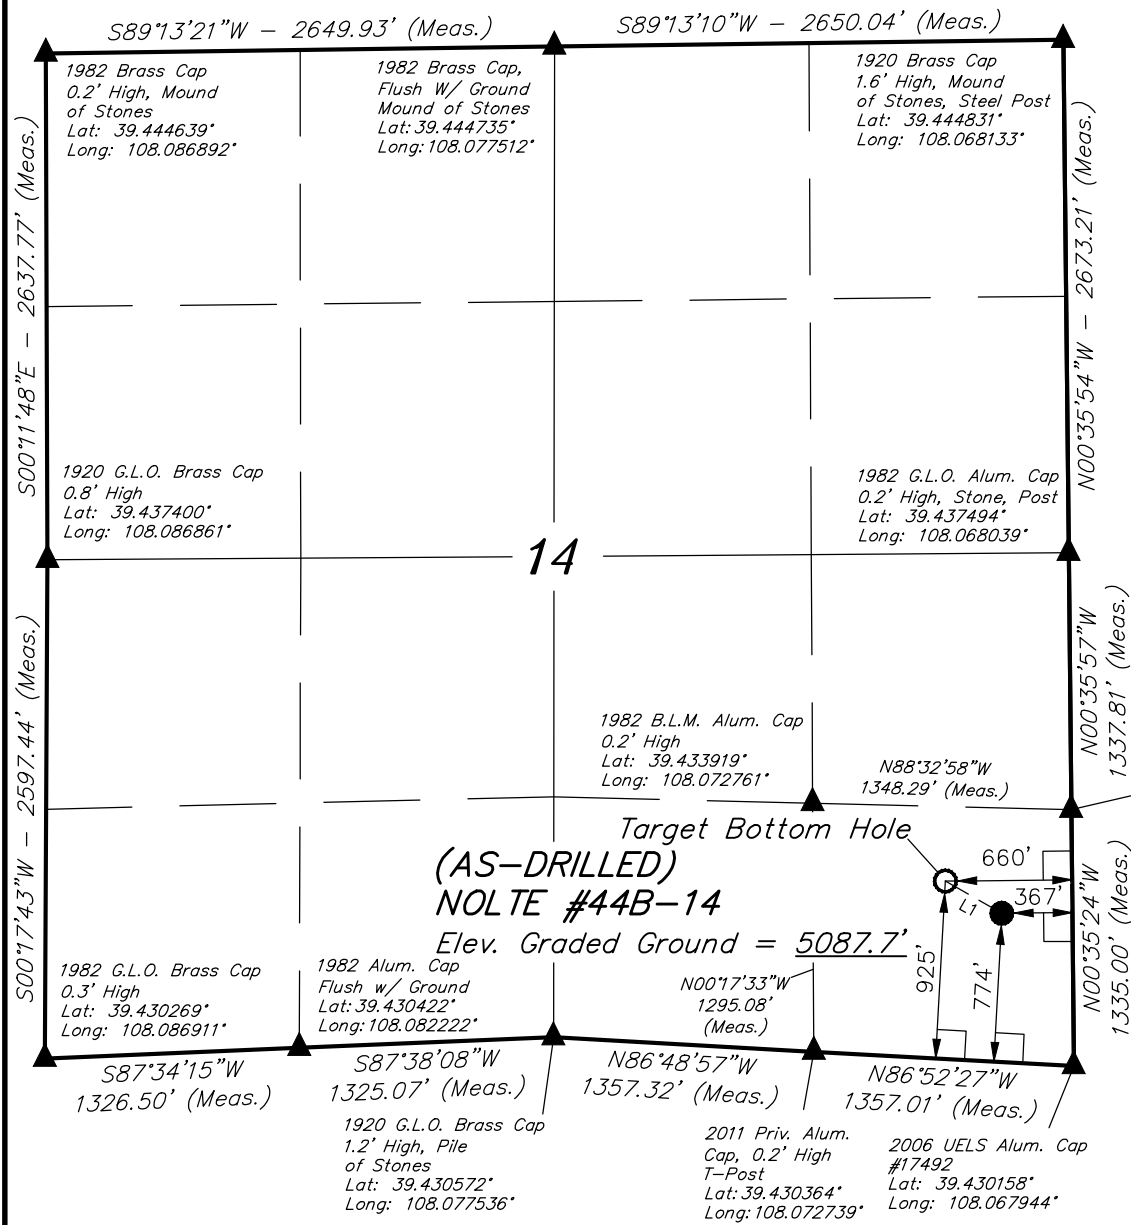 S89°13'21"W – 2649.93' (Meas.)
S89°13'10"W – 2650.04' (Meas.)
1982 Brass Cap
0.2' High, Mound
of Stones
Lat: 39.444639°
Long: 108.086892°
1982 Brass Cap,
Flush W/ Ground
Mound of Stones
Lat: 39.444735°
Long: 108.077512°
1920 Brass Cap
1.6' High, Mound
of Stones, Steel Post
Lat: 39.444831°
Long: 108.068133°
S00°11'48"E – 2637.77' (Meas.)
N00°35'54"W – 2673.21' (Meas.)
1920 G.L.O. Brass Cap
0.8' High
Lat: 39.437400°
Long: 108.086861°
1982 G.L.O. Alum. Cap
0.2' High, Stone, Post
Lat: 39.437494°
Long: 108.068039°
14
S00°17'43"W – 2597.44' (Meas.)
N00°35'57"W
1337.81' (Meas.)
1982 B.L.M. Alum. Cap
0.2' High
Lat: 39.433919°
Long: 108.072761°
N88°32'58"W
1348.29' (Meas.)
Target Bottom Hole
(AS-DRILLED)
NOLTE #44B-14
Elev. Graded Ground = 5087.7'
660'
367'
L1
925'
774'
N00°35'24"W
1335.00' (Meas.)
1982 G.L.O. Brass Cap
0.3' High
Lat: 39.430269°
Long: 108.086911°
1982 Alum. Cap
Flush w/ Ground
Lat: 39.430422°
Long: 108.082222°
N00°17'33"W
1295.08'
(Meas.)
S87°34'15"W
1326.50' (Meas.)
S87°38'08"W
1325.07' (Meas.)
N86°48'57"W
1357.32' (Meas.)
N86°52'27"W
1357.01' (Meas.)
1920 G.L.O. Brass Cap
1.2' High, Pile
of Stones
Lat: 39.430572°
Long: 108.077536°
2011 Priv. Alum.
Cap, 0.2' High
T-Post
Lat: 39.430364°
Long: 108.072739°
2006 UELS Alum. Cap
#17492
Lat: 39.430158°
Long: 108.067944°